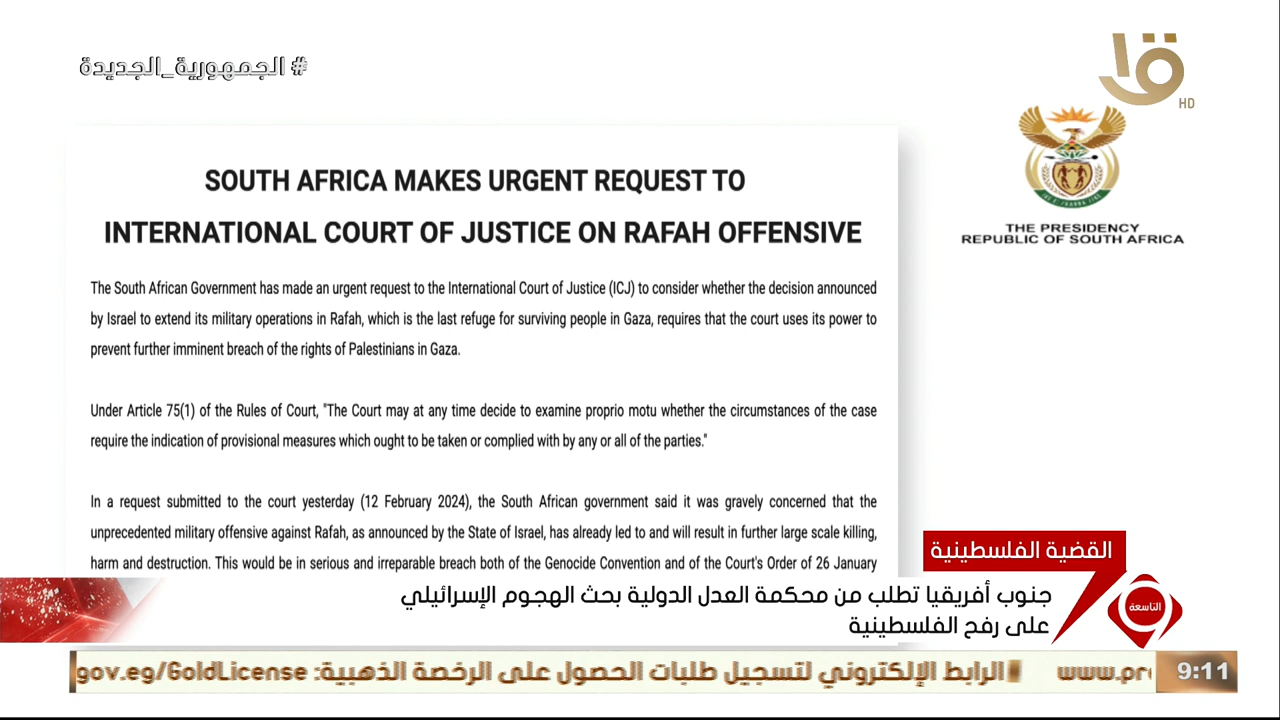 # الجمهورية_الجديدة
HD
THE PRESIDENCY
REPUBLIC OF SOUTH AFRICA
SOUTH AFRICA MAKES URGENT REQUEST TO
INTERNATIONAL COURT OF JUSTICE ON RAFAH OFFENSIVE
The South African Government has made an urgent request to the International Court of Justice (ICJ) to consider whether the decision announced
by Israel to extend its military operations in Rafah, which is the last refuge for surviving people in Gaza, requires that the court uses its power to
prevent further imminent breach of the rights of Palestinians in Gaza.
Under Article 75(1) of the Rules of Court, "The Court may at any time decide to examine proprio motu whether the circumstances of the case
require the indication of provisional measures which ought to be taken or complied with by any or all of the parties."
In a request submitted to the court yesterday (12 February 2024), the South African government said it was gravely concerned that the
unprecedented military offensive against Rafah, as announced by the State of Israel, has already led to and will result in further large scale killing,
harm and destruction. This would be in serious and irreparable breach both of the Genocide Convention and of the Court's Order of 26 January
القضية الفلسطينية
التاسعة
جنوب أفريقيا تطلب من محكمة العدل الدولية بحث الهجوم الإسرائيلي
على رفح الفلسطينية
الرابط الإلكتروني لتسجيل طلبات الحصول على الرخصة الذهبية: gov.eg/GoldLicense
9:11